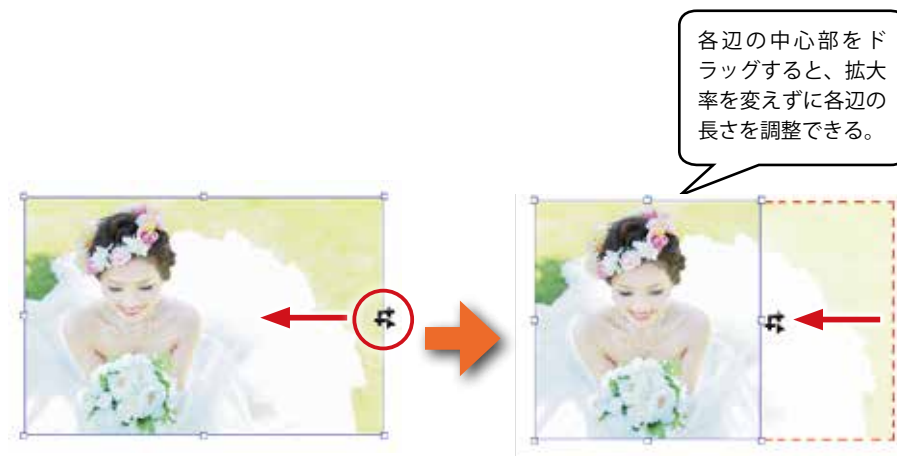 各辺の中心部をド
ラッグすると、拡大
率を変えずに各辺の
長さを調整できる。